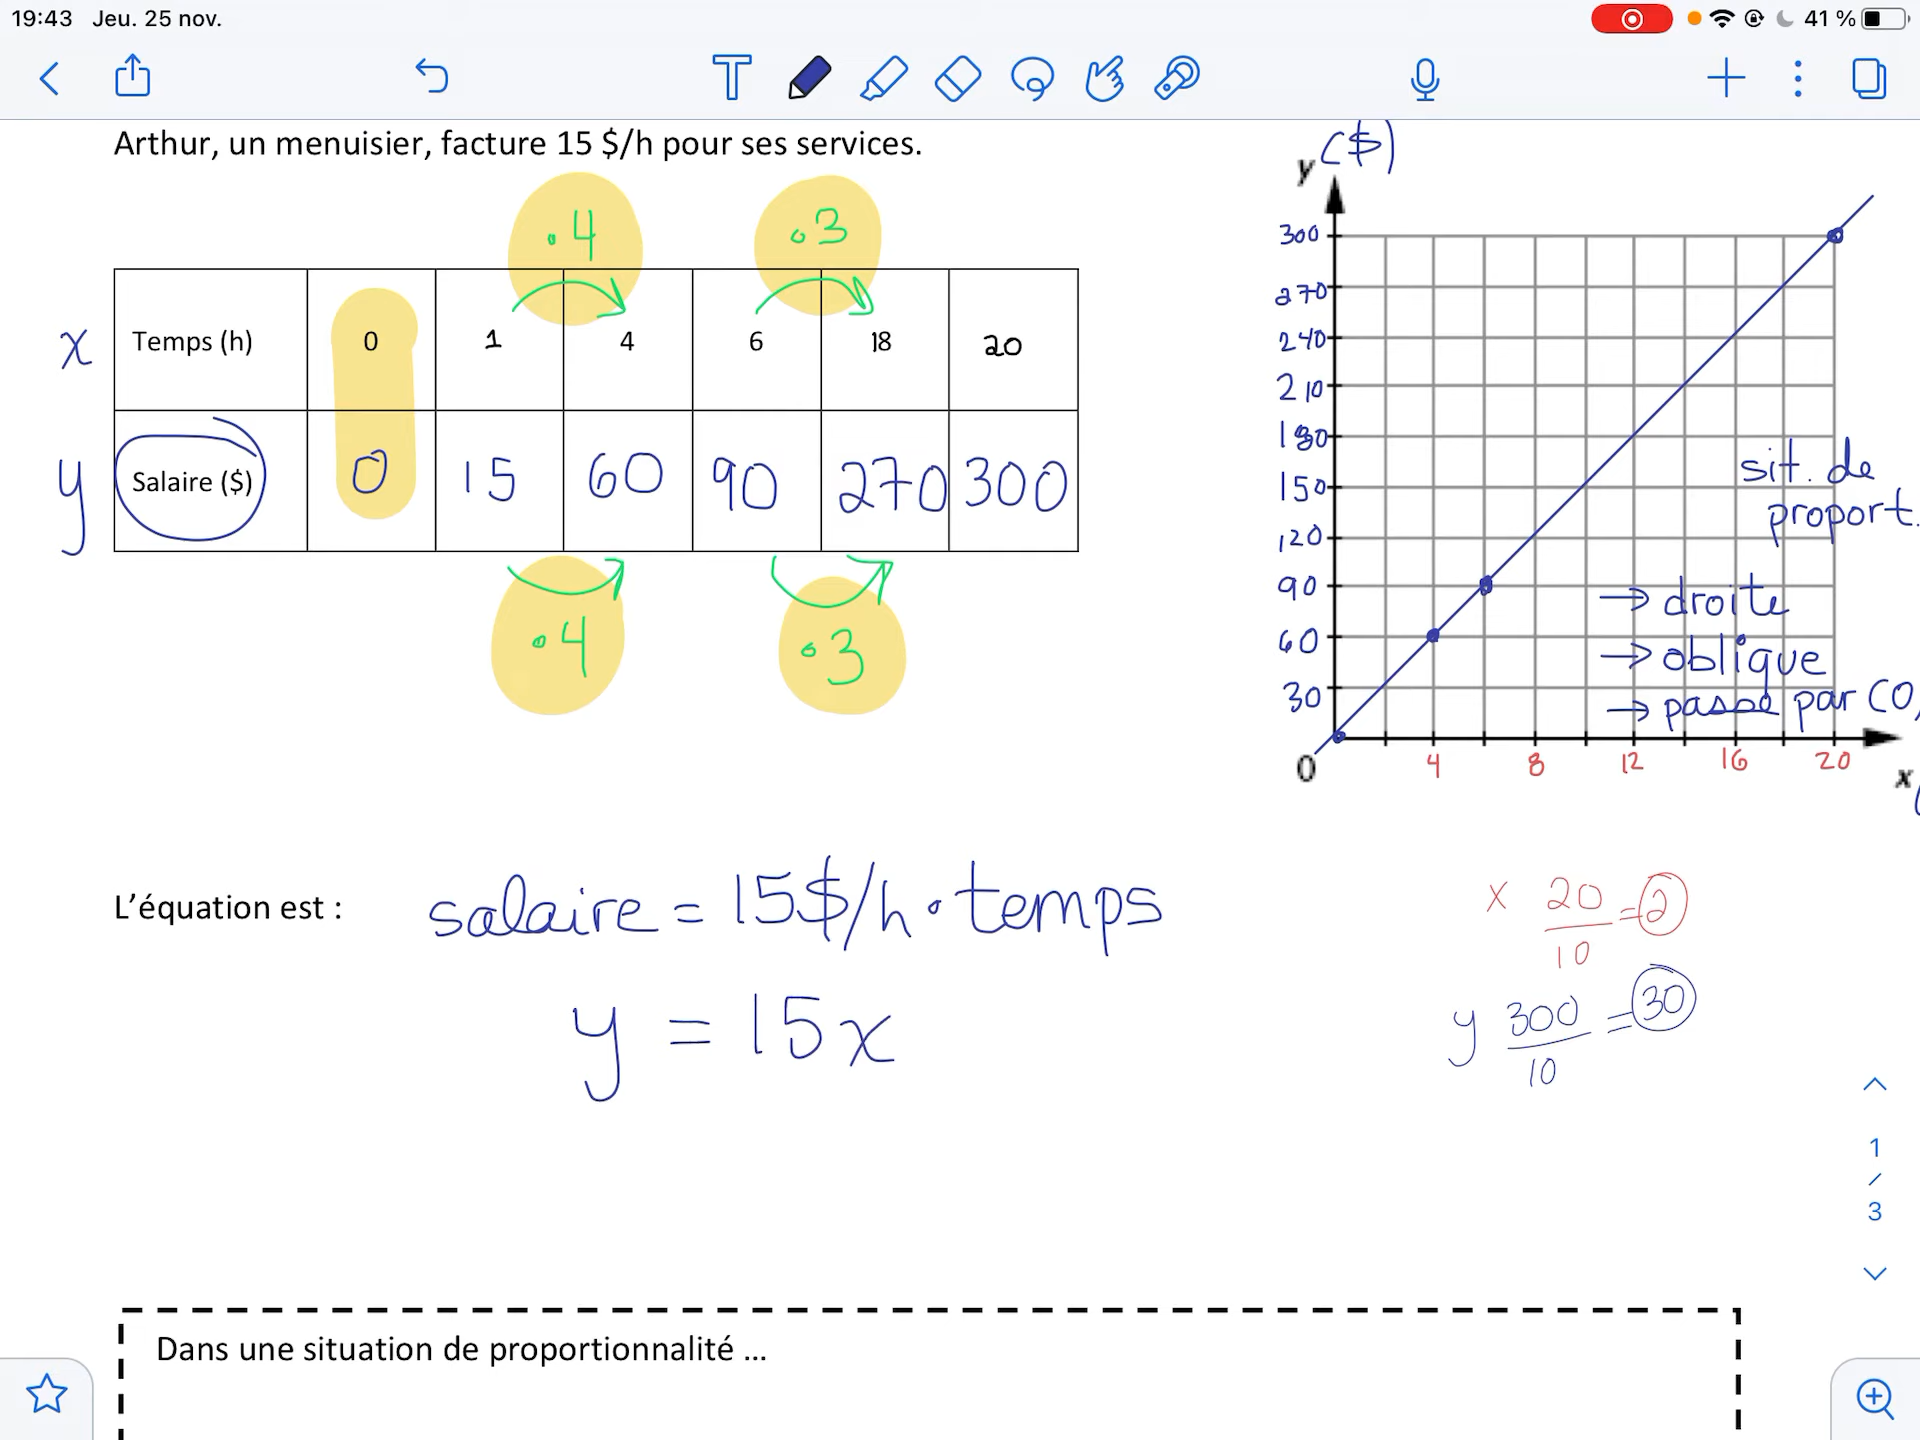 19:43 Jeu. 25 nov.
41 %
T
Arthur, un menuisier, facture 15 $/h pour ses services.
.4 .3
x Temps (h) 0 1 4 6 18 20
y Salaire ($) 0 15 60 90 270 300
.4 .3
y ($)
300
270
240
210
180
150
120
90
60
30
0 4 8 12 16 20
x (
sit. de
proport.
→ droite
→ oblique
→ passe par (0,
L'équation est : salaire = 15$/h • temps
y = 15x
x 20/10 = 2
y 300/10 = 30
1
/
3
Dans une situation de proportionnalité ...